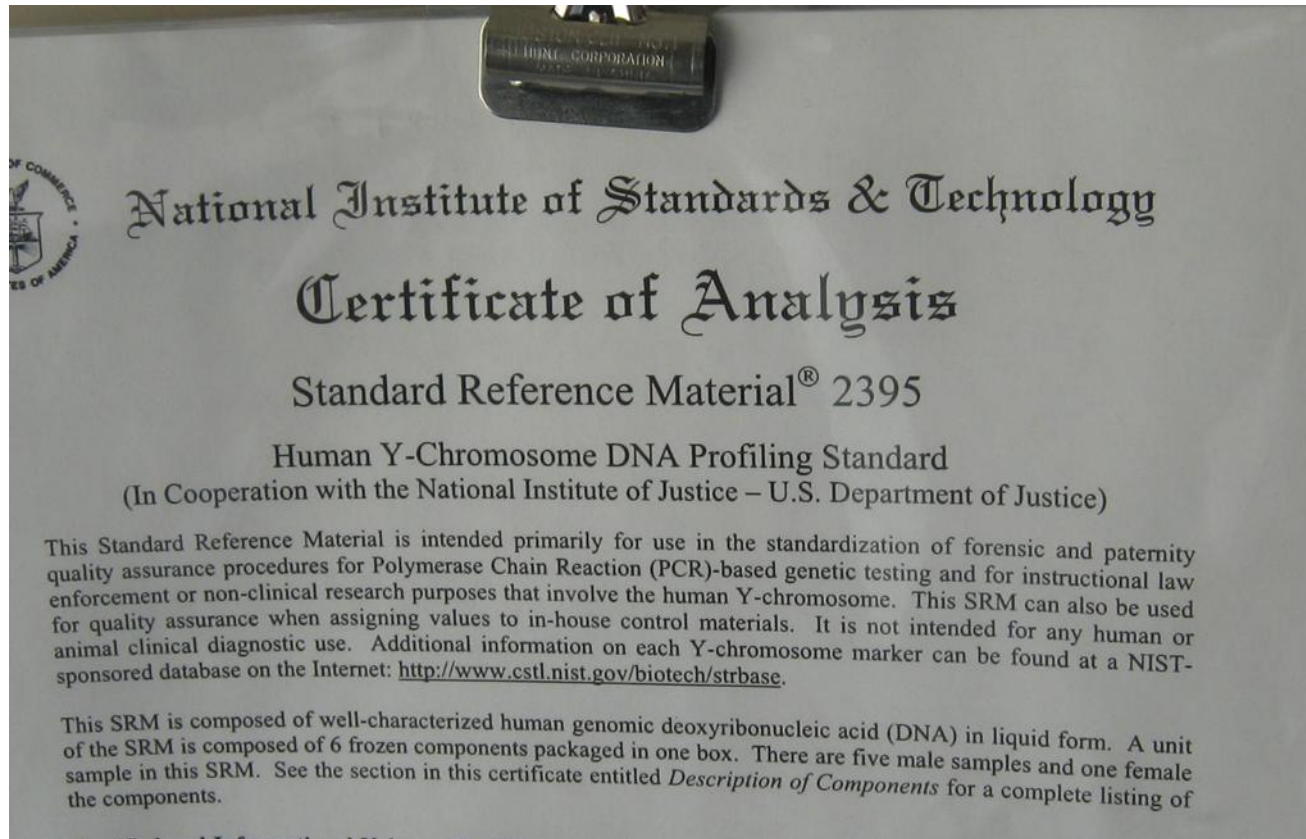 HUNT CORPORATION
OF COMMERCE
ES OF AMERICA
National Institute of Standards & Technology
Certificate of Analysis
Standard Reference Material® 2395
Human Y-Chromosome DNA Profiling Standard
(In Cooperation with the National Institute of Justice – U.S. Department of Justice)
This Standard Reference Material is intended primarily for use in the standardization of forensic and paternity
quality assurance procedures for Polymerase Chain Reaction (PCR)-based genetic testing and for instructional law
enforcement or non-clinical research purposes that involve the human Y-chromosome. This SRM can also be used
for quality assurance when assigning values to in-house control materials. It is not intended for any human or
animal clinical diagnostic use. Additional information on each Y-chromosome marker can be found at a NIST-
sponsored database on the Internet: http://www.cstl.nist.gov/biotech/strbase.
This SRM is composed of well-characterized human genomic deoxyribonucleic acid (DNA) in liquid form. A unit
of the SRM is composed of 6 frozen components packaged in one box. There are five male samples and one female
sample in this SRM. See the section in this certificate entitled Description of Components for a complete listing of
the components.